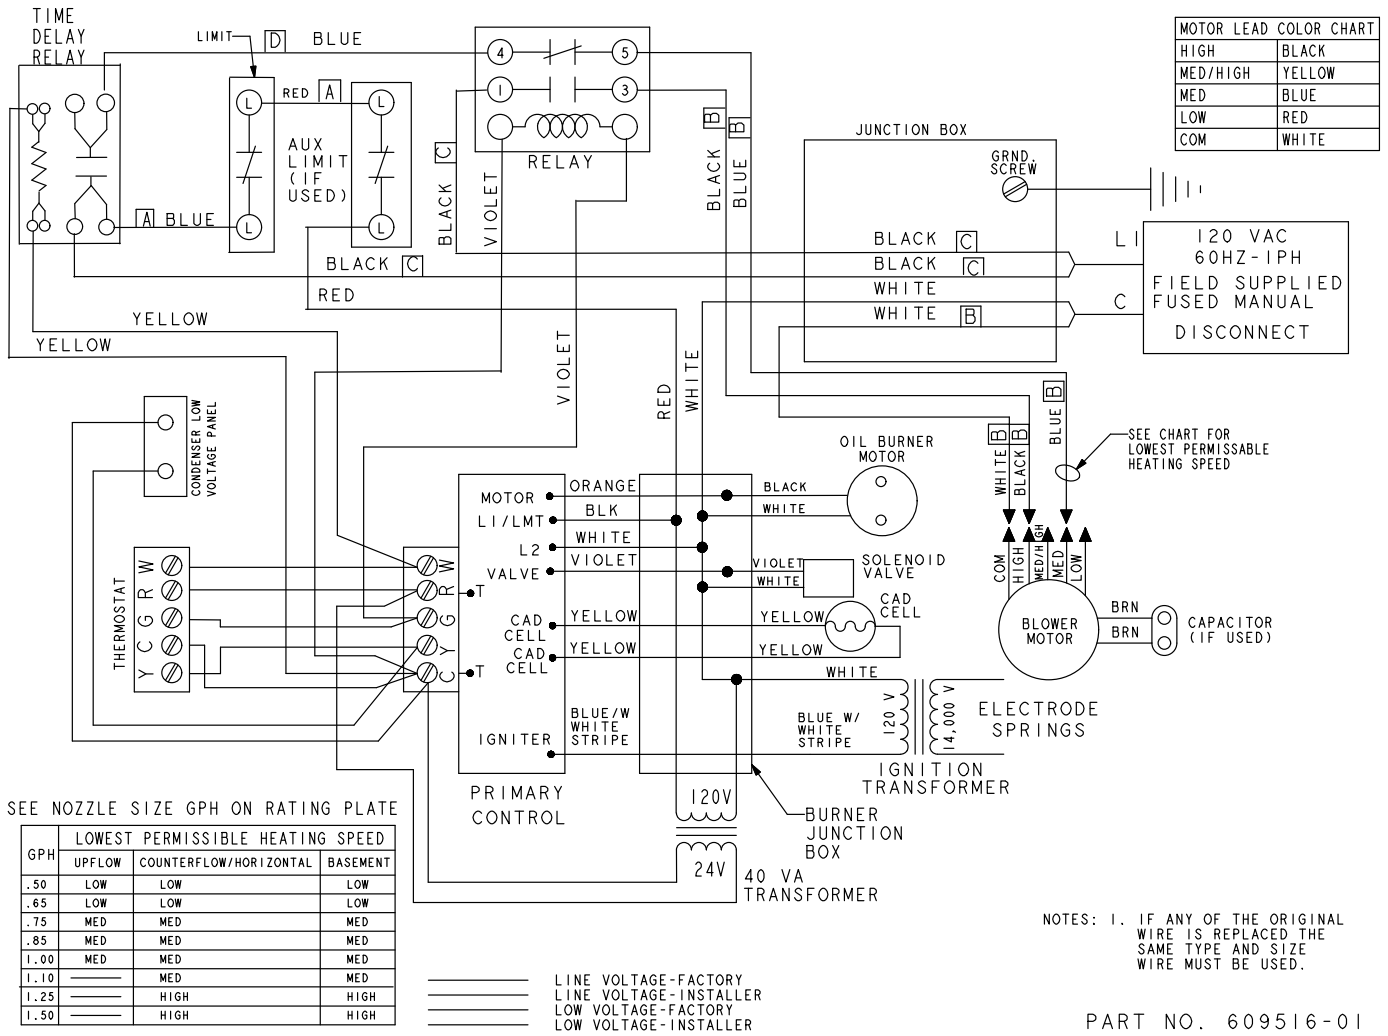 TIME
DELAY
RELAY
LIMIT
D BLUE
RED A
L
L
L
L
AUX
LIMIT
(IF
USED)
A BLUE
4
5
1
3
RELAY
BLACK C
VIOLET
BLACK B
BLUE B
BLACK C
RED
YELLOW
YELLOW
VIOLET
RED
WHITE
JUNCTION BOX
GRND.
SCREW
BLACK C
BLACK C
WHITE
WHITE B
L1
C
120 VAC
60HZ-1PH
FIELD SUPPLIED
FUSED MANUAL
DISCONNECT
MOTOR LEAD COLOR CHART
HIGH BLACK
MED/HIGH YELLOW
MED BLUE
LOW RED
COM WHITE
CONDENSER LOW
VOLTAGE PANEL
THERMOSTAT
W
R
G
C
Y
W
R
G
Y
C
T
T
MOTOR
L1/LMT
L2
VALVE
CAD
CELL
CAD
CELL
IGNITER
PRIMARY
CONTROL
ORANGE
BLK
WHITE
VIOLET
YELLOW
YELLOW
BLUE/W
WHITE
STRIPE
BLACK
WHITE
VIOLET
WHITE
YELLOW
YELLOW
WHITE
BLUE W/
WHITE
STRIPE
OIL BURNER
MOTOR
SOLENOID
VALVE
CAD
CELL
120 V
14,000 V
IGNITION
TRANSFORMER
ELECTRODE
SPRINGS
BURNER
JUNCTION
BOX
120V
24V
40 VA
TRANSFORMER
WHITE B
BLACK B
BLUE B
SEE CHART FOR
LOWEST PERMISSABLE
HEATING SPEED
COM
HIGH
MED/HIGH
MED
LOW
BLOWER
MOTOR
BRN
BRN
CAPACITOR
(IF USED)
SEE NOZZLE SIZE GPH ON RATING PLATE
GPH LOWEST PERMISSIBLE HEATING SPEED
UPFLOW COUNTERFLOW/HORIZONTAL BASEMENT
.50 LOW LOW LOW
.65 LOW LOW LOW
.75 MED MED MED
.85 MED MED MED
1.00 MED MED MED
1.10 —— MED MED
1.25 —— HIGH HIGH
1.50 —— HIGH HIGH
LINE VOLTAGE-FACTORY
LINE VOLTAGE-INSTALLER
LOW VOLTAGE-FACTORY
LOW VOLTAGE-INSTALLER
NOTES: 1. IF ANY OF THE ORIGINAL
WIRE IS REPLACED THE
SAME TYPE AND SIZE
WIRE MUST BE USED.
PART NO. 609516-01